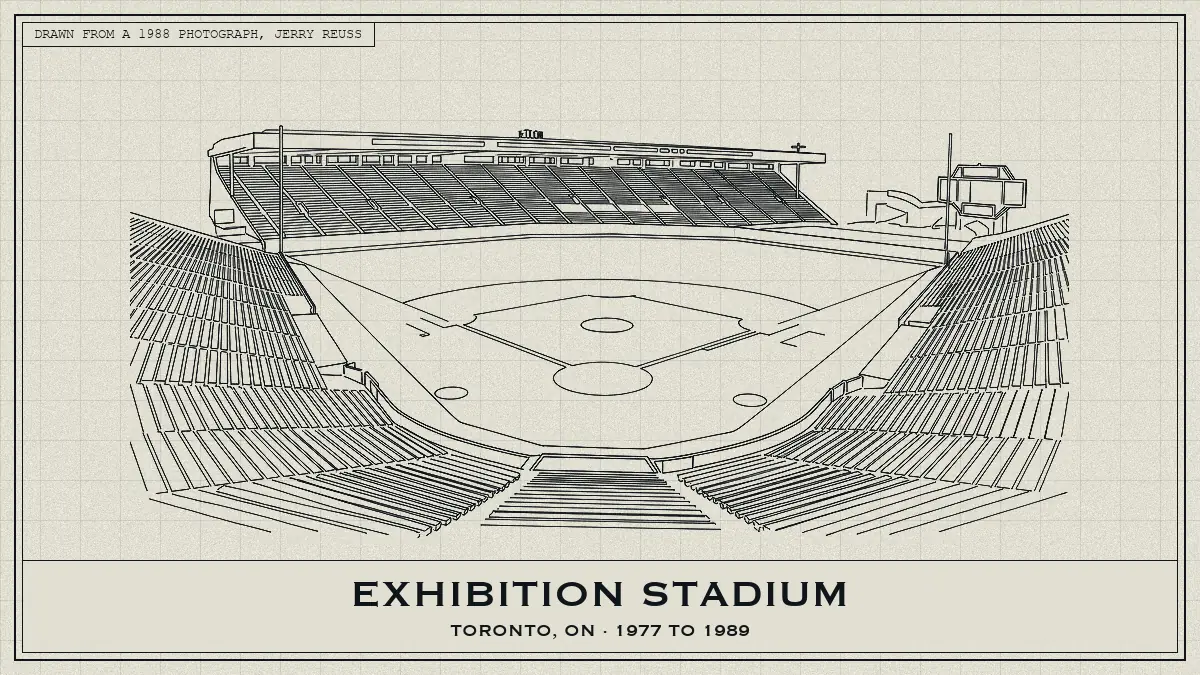 DRAWN FROM A 1988 PHOTOGRAPH, JERRY REUSS
EXHIBITION STADIUM
TORONTO, ON · 1977 TO 1989